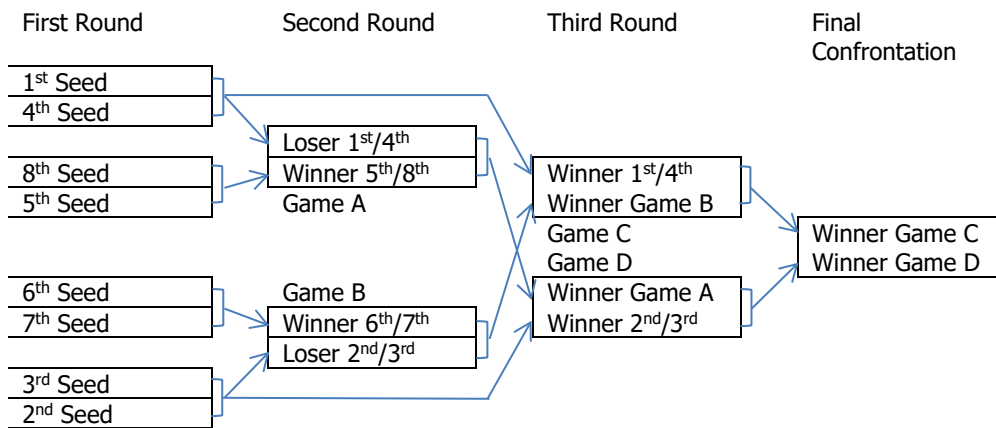 First Round
Second Round
Third Round
Final
Confrontation
1st Seed
4th Seed
8th Seed
5th Seed
6th Seed
7th Seed
3rd Seed
2nd Seed
Loser 1st/4th
Winner 5th/8th
Game A
Game B
Winner 6th/7th
Loser 2nd/3rd
Winner 1st/4th
Winner Game B
Game C
Game D
Winner Game A
Winner 2nd/3rd
Winner Game C
Winner Game D